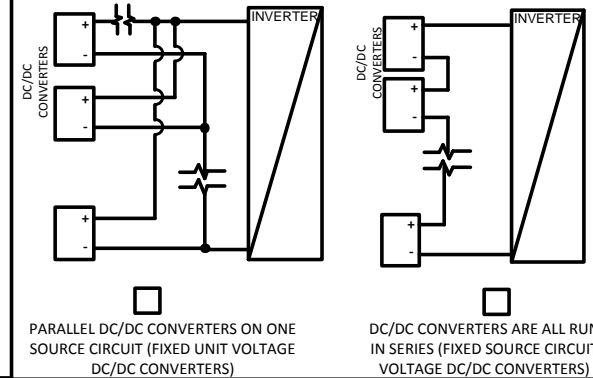 DC/DC
CONVERTERS
+
-
+
-
+
-
INVERTER
PARALLEL DC/DC CONVERTERS ON ONE
SOURCE CIRCUIT (FIXED UNIT VOLTAGE
DC/DC CONVERTERS)
DC/DC
CONVERTERS
+
-
+
-
+
-
INVERTER
DC/DC CONVERTERS ARE ALL RUN
IN SERIES (FIXED SOURCE CIRCUIT
VOLTAGE DC/DC CONVERTERS)